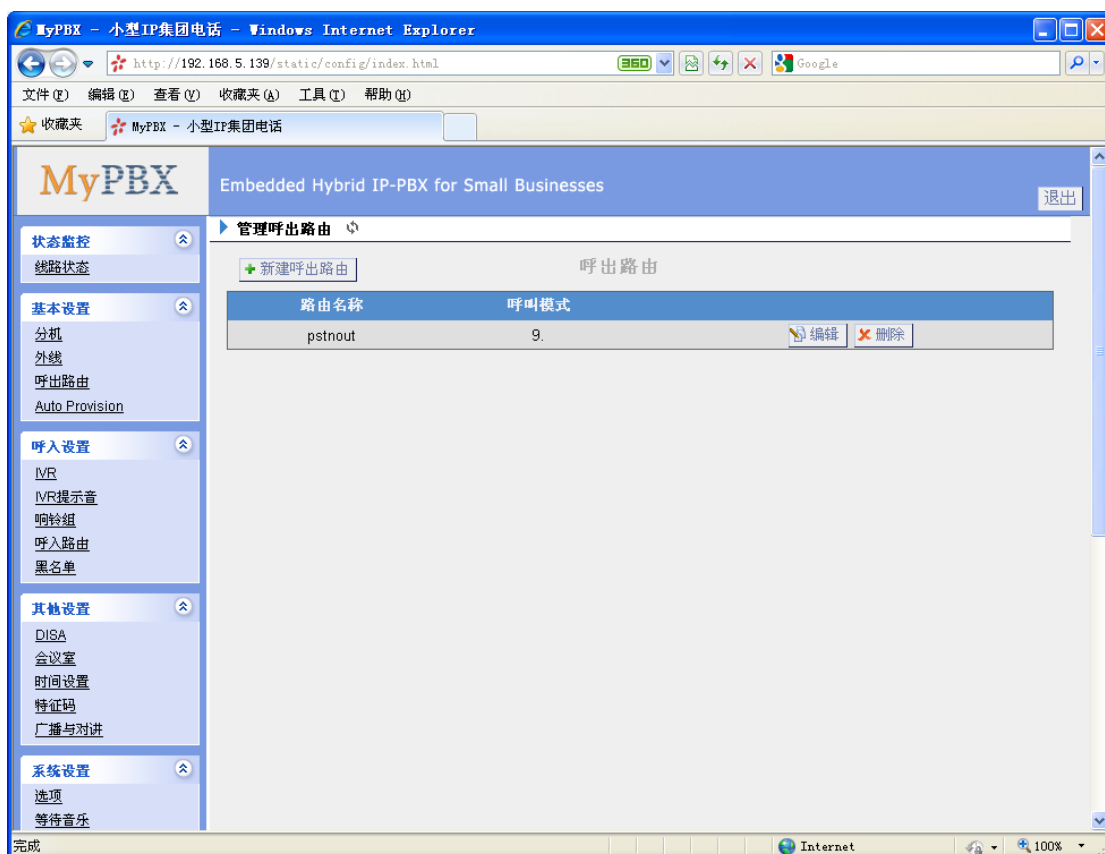 MyPBX - 小型IP集团电话 - Windows Internet Explorer
http://192.168.5.139/static/config/index.html
360
Google
文件(F) 编辑(E) 查看(V) 收藏夹(A) 工具(T) 帮助(H)
收藏夹
MyPBX - 小型IP集团电话
MyPBX
Embedded Hybrid IP-PBX for Small Businesses
退出
状态监控
线路状态
基本设置
分机
外线
呼出路由
Auto Provision
呼入设置
IVR
IVR提示音
响铃组
呼入路由
黑名单
其他设置
DISA
会议室
时间设置
特征码
广播与对讲
系统设置
选项
等待音乐
管理呼出路由
新建呼出路由
呼出路由
路由名称 呼叫模式
pstnout 9. 编辑 删除
完成
Internet
100%